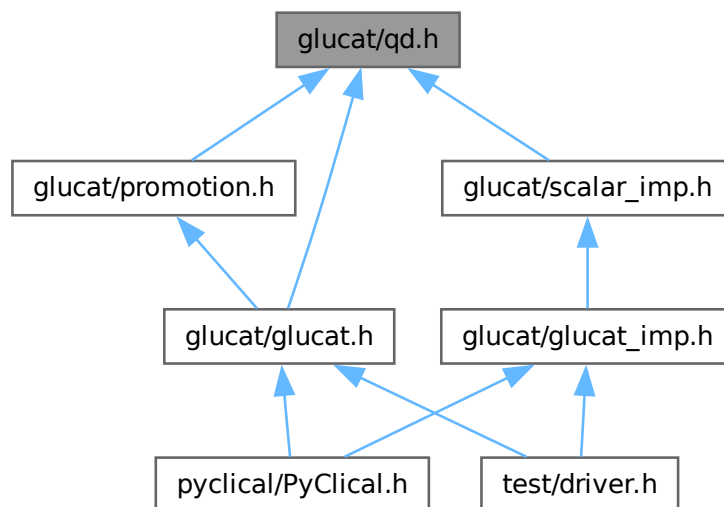 glucat/qd.h
glucat/promotion.h
glucat/scalar_imp.h
glucat/glucat.h
glucat/glucat_imp.h
pyclical/PyClical.h
test/driver.h